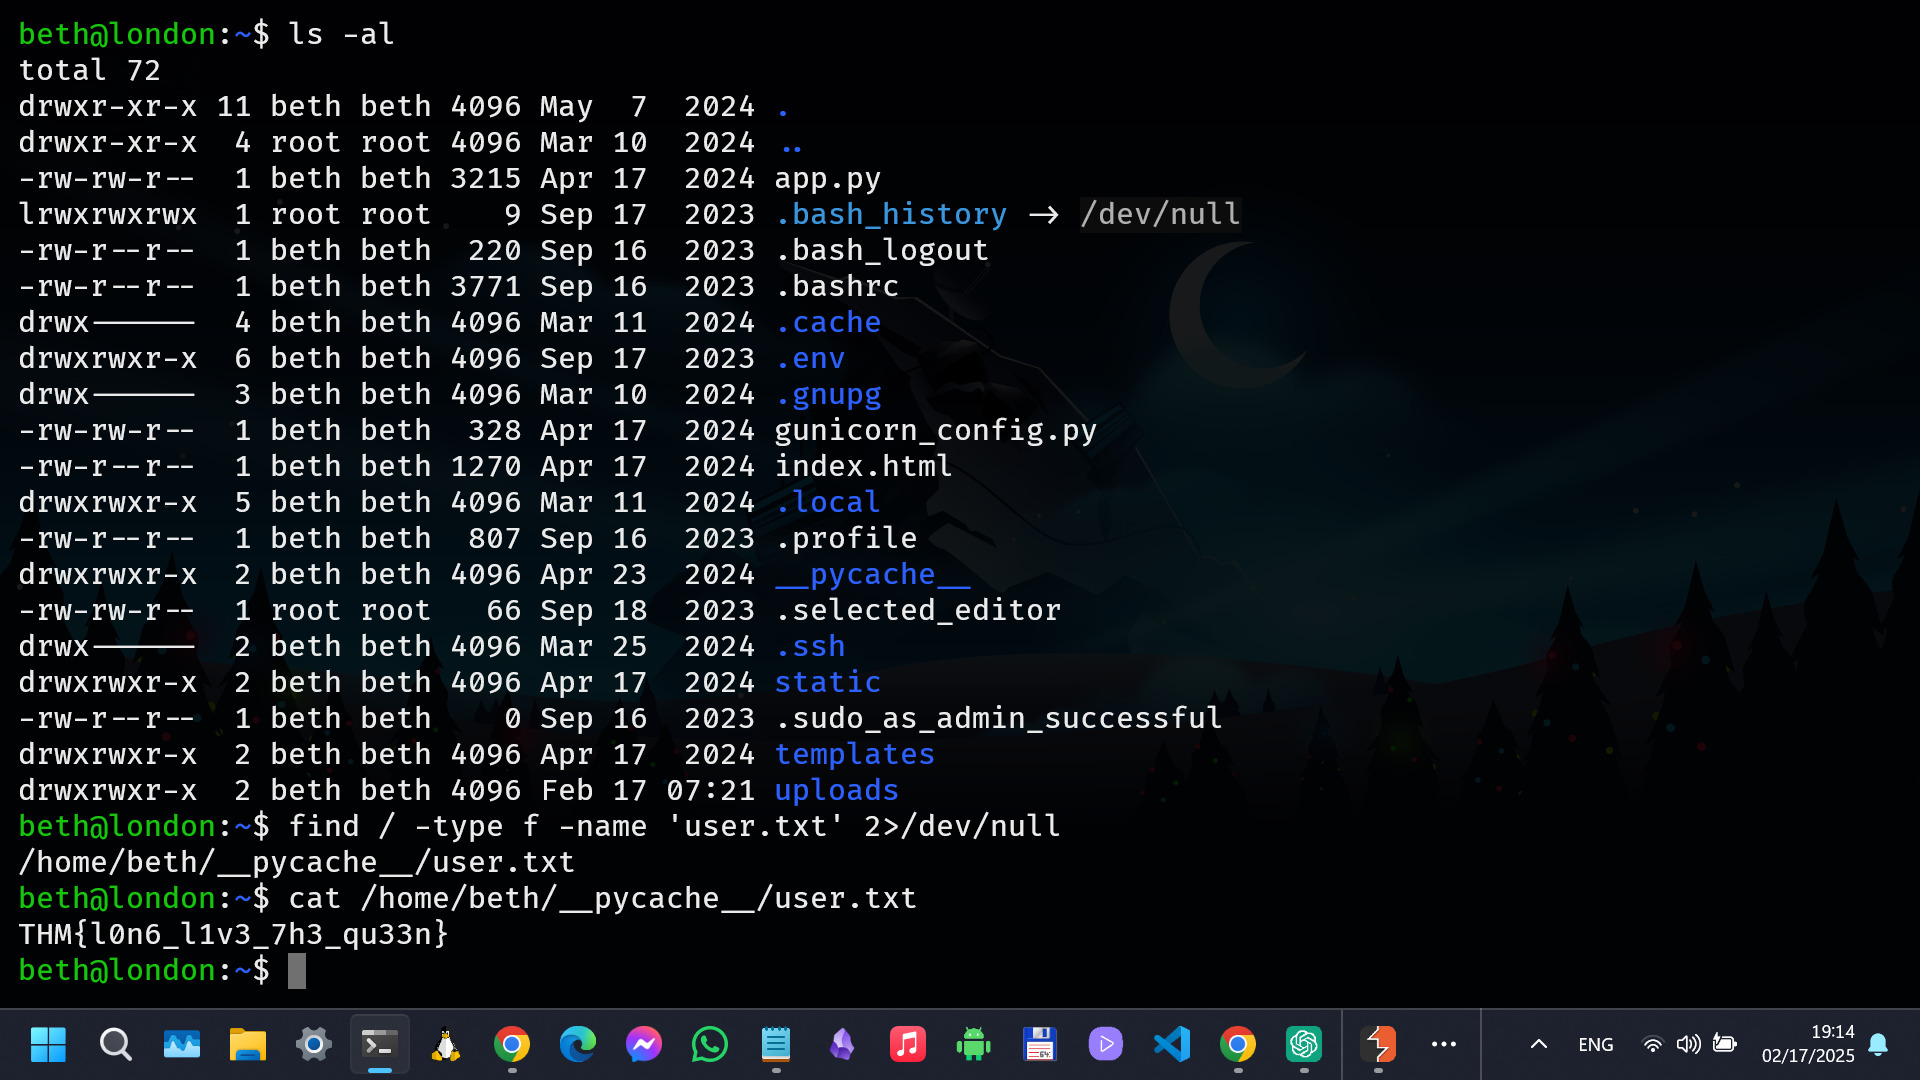 beth@london:~$ ls -al
total 72
drwxr-xr-x 11 beth beth 4096 May  7  2024 .
drwxr-xr-x  4 root root 4096 Mar 10  2024 ..
-rw-rw-r--  1 beth beth 3215 Apr 17  2024 app.py
lrwxrwxrwx  1 root root    9 Sep 17  2023 .bash_history -> /dev/null
-rw-r--r--  1 beth beth  220 Sep 16  2023 .bash_logout
-rw-r--r--  1 beth beth 3771 Sep 16  2023 .bashrc
drwx------  4 beth beth 4096 Mar 11  2024 .cache
drwxrwxr-x  6 beth beth 4096 Sep 17  2023 .env
drwx------  3 beth beth 4096 Mar 10  2024 .gnupg
-rw-rw-r--  1 beth beth  328 Apr 17  2024 gunicorn_config.py
-rw-r--r--  1 beth beth 1270 Apr 17  2024 index.html
drwxrwxr-x  5 beth beth 4096 Mar 11  2024 .local
-rw-r--r--  1 beth beth  807 Sep 16  2023 .profile
drwxrwxr-x  2 beth beth 4096 Apr 23  2024 __pycache__
-rw-rw-r--  1 root root   66 Sep 18  2023 .selected_editor
drwx------  2 beth beth 4096 Mar 25  2024 .ssh
drwxrwxr-x  2 beth beth 4096 Apr 17  2024 static
-rw-r--r--  1 beth beth    0 Sep 16  2023 .sudo_as_admin_successful
drwxrwxr-x  2 beth beth 4096 Apr 17  2024 templates
drwxrwxr-x  2 beth beth 4096 Feb 17 07:21 uploads
beth@london:~$ find / -type f -name 'user.txt' 2>/dev/null
/home/beth/__pycache__/user.txt
beth@london:~$ cat /home/beth/__pycache__/user.txt
THM{l0n6_l1v3_7h3_qu33n}
beth@london:~$
64
ENG
19:14
02/17/2025